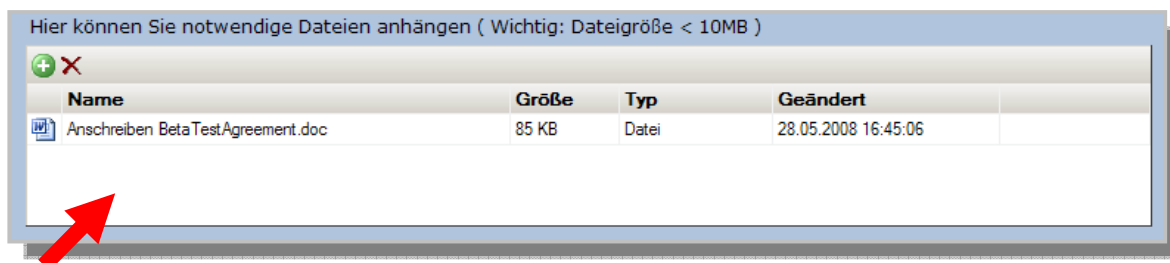 Hier können Sie notwendige Dateien anhängen ( Wichtig: Dateigröße < 10MB )
Name Größe Typ Geändert
Anschreiben BetaTestAgreement.doc 85 KB Datei 28.05.2008 16:45:06